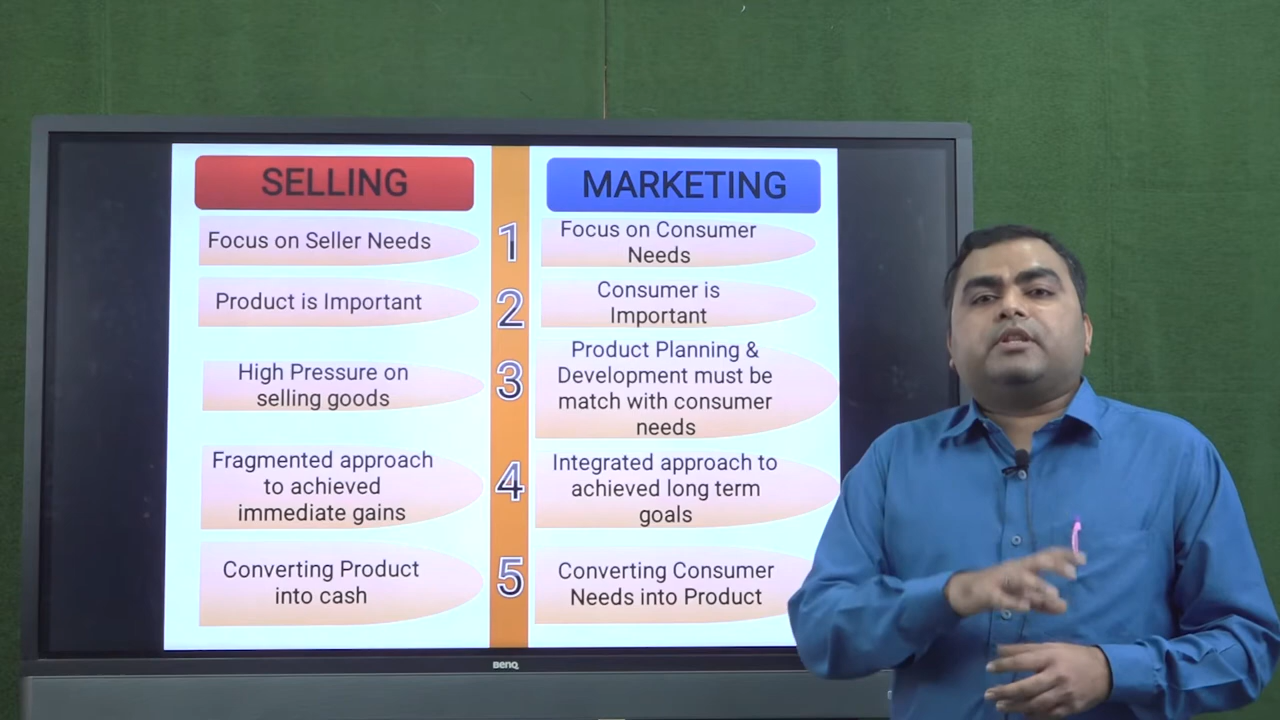 SELLING
MARKETING
Focus on Seller Needs
1
Focus on Consumer
Needs
Product is Important
2
Consumer is
Important
High Pressure on
selling goods
3
Product Planning &
Development must be
match with consumer
needs
Fragmented approach
to achieved
immediate gains
4
Integrated approach to
achieved long term
goals
Converting Product
into cash
5
Converting Consumer
Needs into Product
BenQ